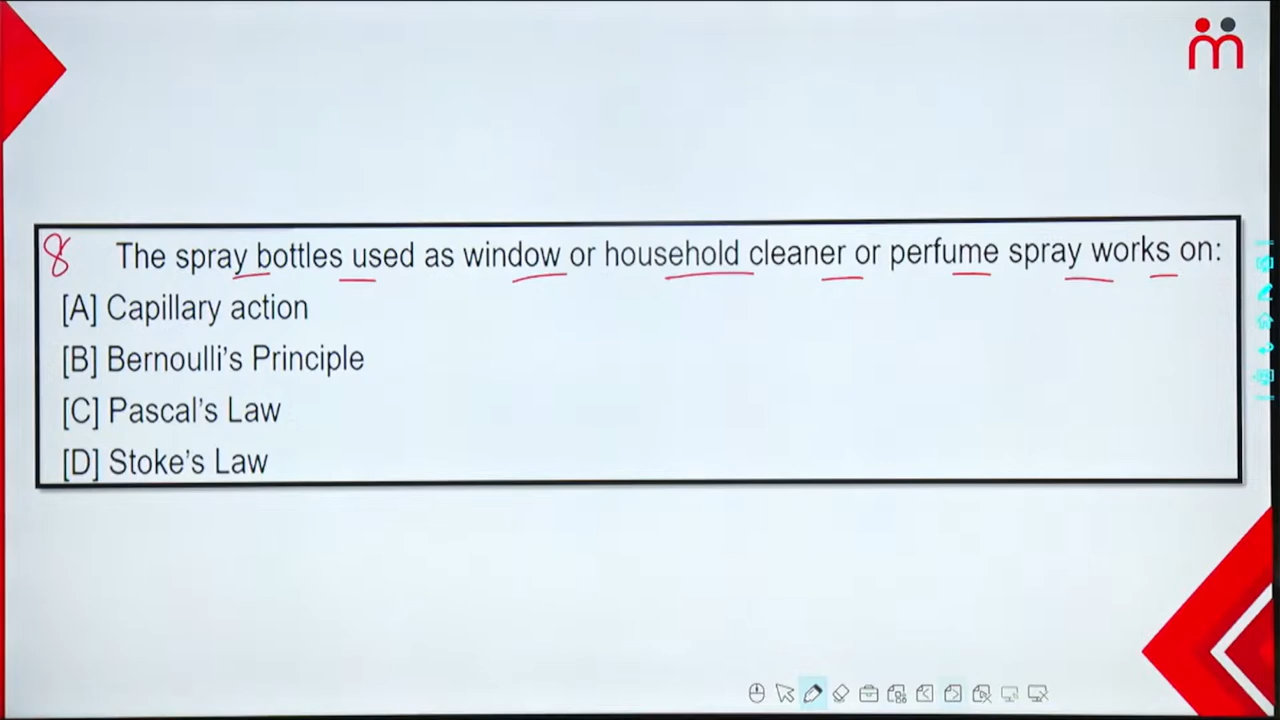 8 The spray bottles used as window or household cleaner or perfume spray works on:
[A] Capillary action
[B] Bernoulli's Principle
[C] Pascal's Law
[D] Stoke's Law